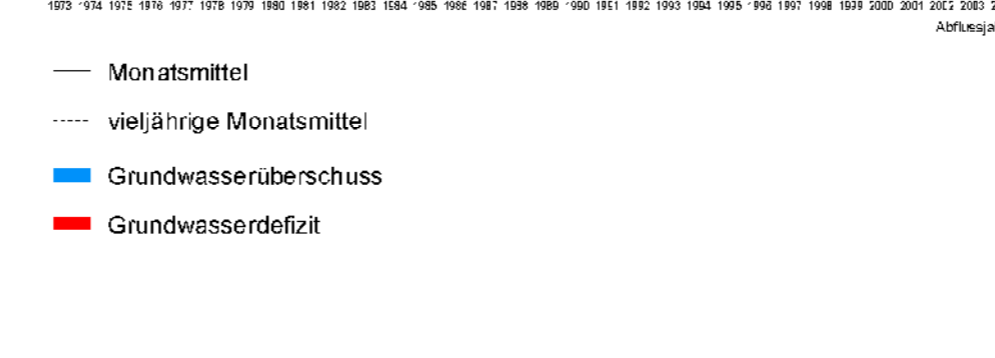 1973 1974 1975 1976 1977 1978 1979 1980 1981 1982 1983 1984 1985 1986 1987 1988 1989 1990 1991 1992 1993 1994 1995 1996 1997 1998 1999 2000 2001 2002 2003
Monatsmittel
vieljährige Monatsmittel
Grundwasserüberschuss
Grundwasserdefizit